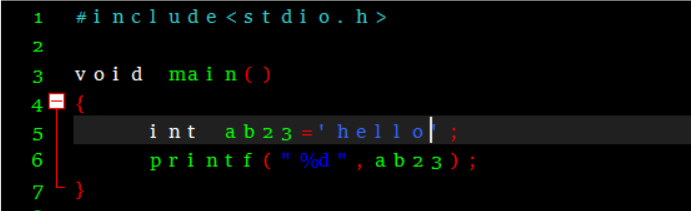 1 #include<stdio.h>
2
3 void main()
4 {
5 int ab23='hello';
6 printf("%d",ab23);
7 }